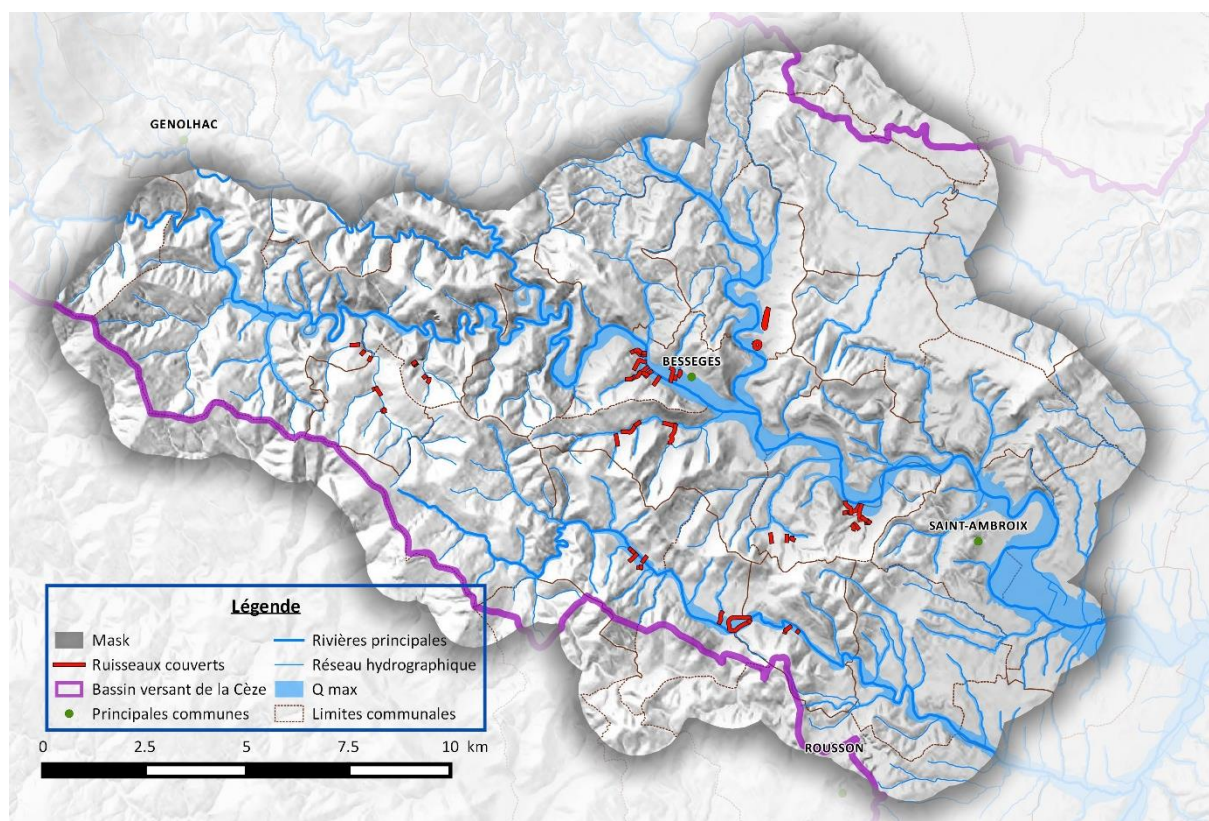 GENOLHAC
BESSEGES
SAINT-AMBROIX
ROUSSON
Légende
Mask
Ruisseaux couverts
Bassin versant de la Cèze
Principales communes
Rivières principales
Réseau hydrographique
Q max
Limites communales
0 2.5 5 7.5 10 km